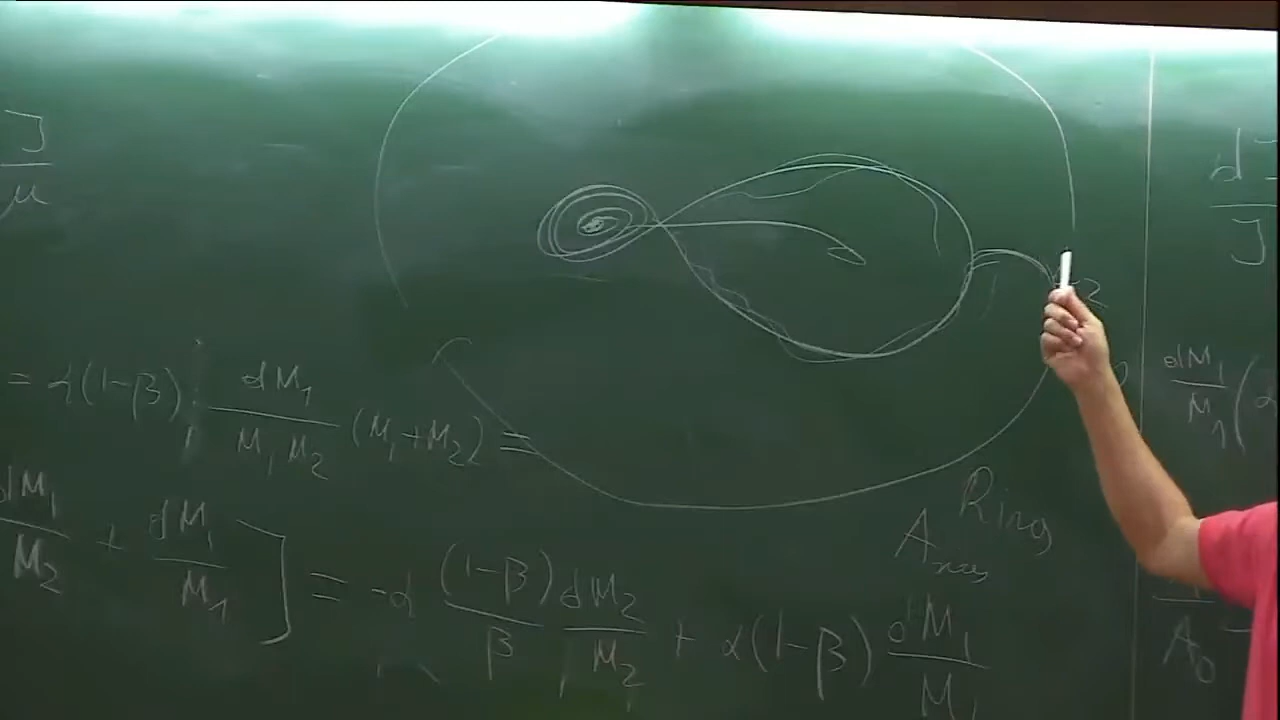 J/μ
= α(1-β) dM₁/(M₁M₂) (M₁+M₂) =
dM₁/M₂ + dM₁/M₁ ] = -α (1-β)/β dM₂/M₂ + α(1-β) dM₁/M₁
Ring
A
2
d
J
dM₁/M₁ (
A₀